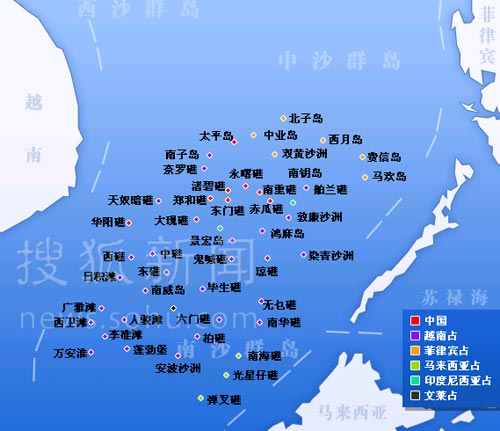 西沙群岛
菲律宾
中沙群岛
越南
北子岛
太平岛
中业岛
西月岛
南子岛
双黄沙洲
费信岛
奈罗礁
永暑礁
南钥岛
马欢岛
渚碧礁
南熏礁
舶兰礁
天奴暗礁
郑和礁
东门礁
赤瓜礁
敦康沙洲
华阳礁
大现礁
景宏岛
鸿庥岛
搜狐新闻
西礁
中礁
鬼喊礁
琼礁
染青沙洲
日积滩
东礁
南威岛
毕生礁
苏禄海
广雅滩
无乜礁
news.sohu.com
中国
西卫滩
人骏滩
六门礁
南华礁
越南占
李准滩
柏礁
菲律宾占
万安淮
蓬勃堡
南沙群岛
马来西亚占
安波沙洲
南海礁
印度尼西亚占
光星仔礁
文莱占
弹叉礁
马来西亚